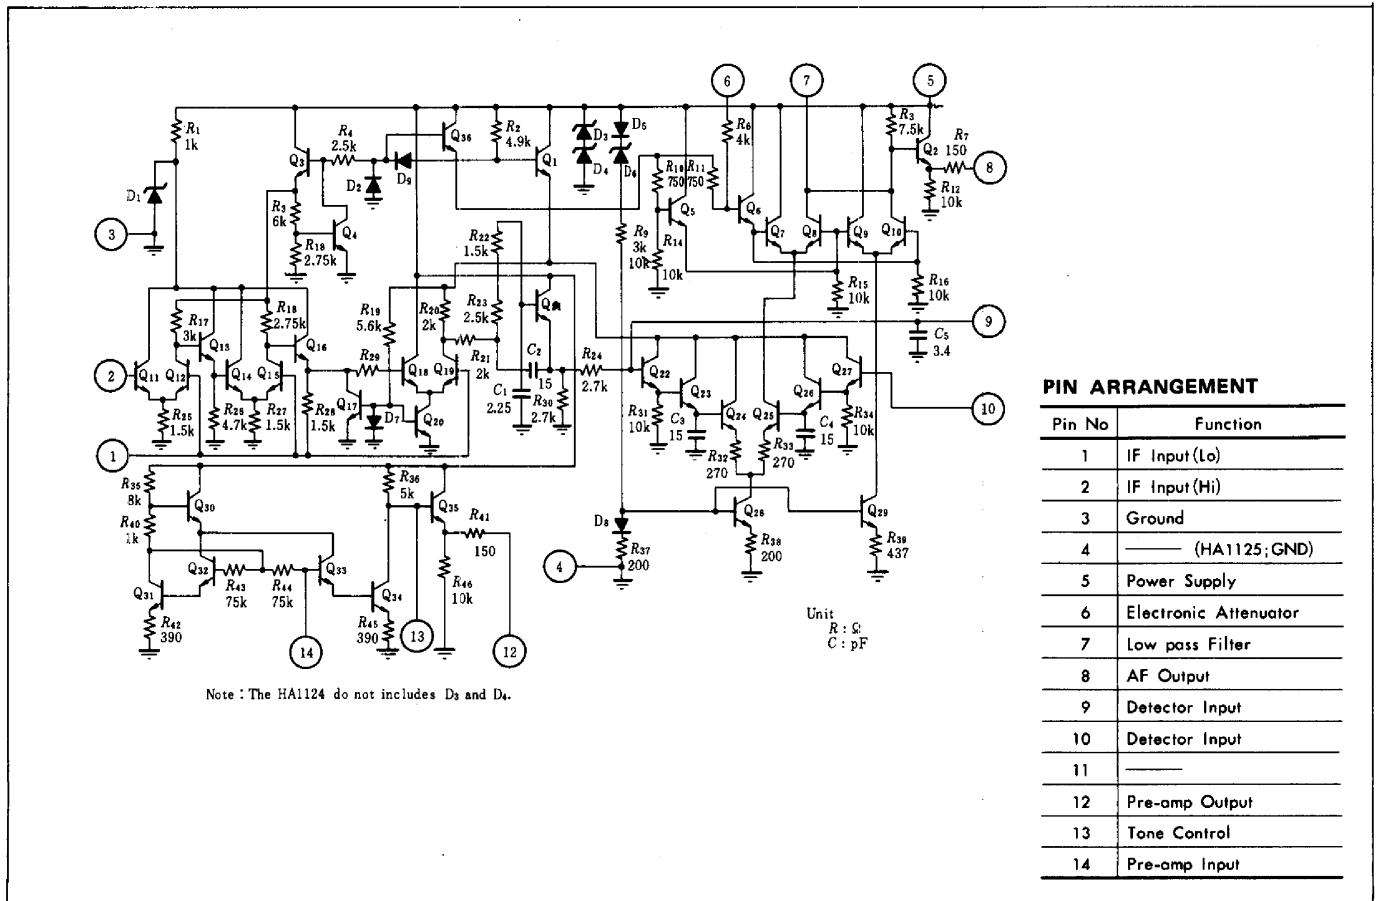 6
7
5
R1
1k
R4
2.5k
Q36
R2
4.9k
D5
D3
R6
4k
R3
7.5k
Q2
R7
150
8
Q3
D2
D9
Q1
D4
D6
R10
750
R11
750
R12
10k
D1
3
R3
6k
Q4
R18
2.75k
R22
1.5k
R9
3k
10k
Q5
R14
10k
Q6
Q7
Q8
Q9
Q10
R15
10k
R16
10k
R17
3k
R18
2.75k
R19
5.6k
R20
2k
R23
2.5k
9
C5
3.4
2
Q11
Q12
Q13
Q14
Q15
Q16
R29
Q18
Q19
R21
2k
C2
15
R24
2.7k
Q22
Q23
Q24
Q25
Q26
Q27
10
R25
1.5k
R26
4.7k
R27
1.5k
R28
1.5k
Q17
D7
Q20
C1
2.25
R30
2.7k
R31
10k
C3
15
R32
270
R33
270
C4
15
R34
10k
1
R35
8k
R40
1k
Q30
R36
5k
Q35
R41
150
D8
R37
200
Q28
R38
200
Q29
R39
437
Q31
Q32
R43
75k
R44
75k
Q33
Q34
R46
10k
4
R42
390
R45
390
14
13
12
Unit
R : Ω
C : pF
Note : The HA1124 do not includes D3 and D4.
PIN ARRANGEMENT
Pin No Function
1 IF Input (Lo)
2 IF Input (Hi)
3 Ground
4 —— (HA1125; GND)
5 Power Supply
6 Electronic Attenuator
7 Low pass Filter
8 AF Output
9 Detector Input
10 Detector Input
11 ——
12 Pre-amp Output
13 Tone Control
14 Pre-amp Input